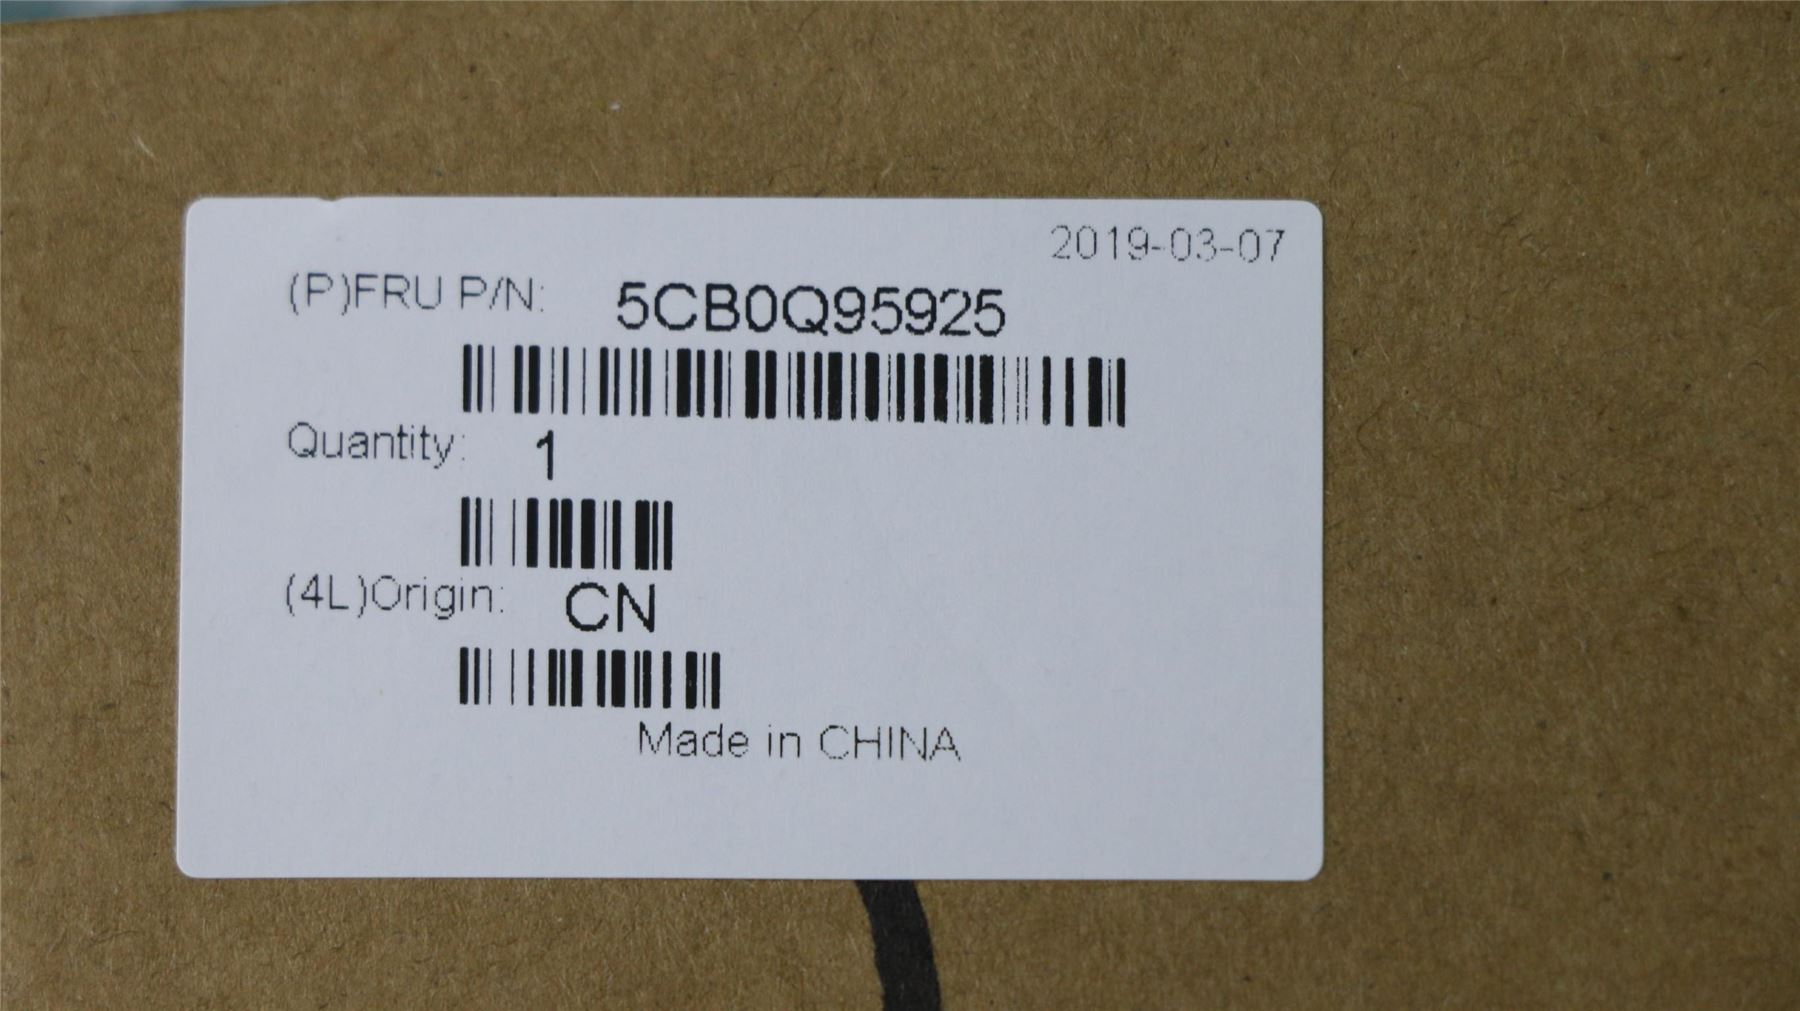 2019-03-07
(P)FRU P/N: 5CB0Q95925
Quantity: 1
(4L)Origin: CN
Made in CHINA